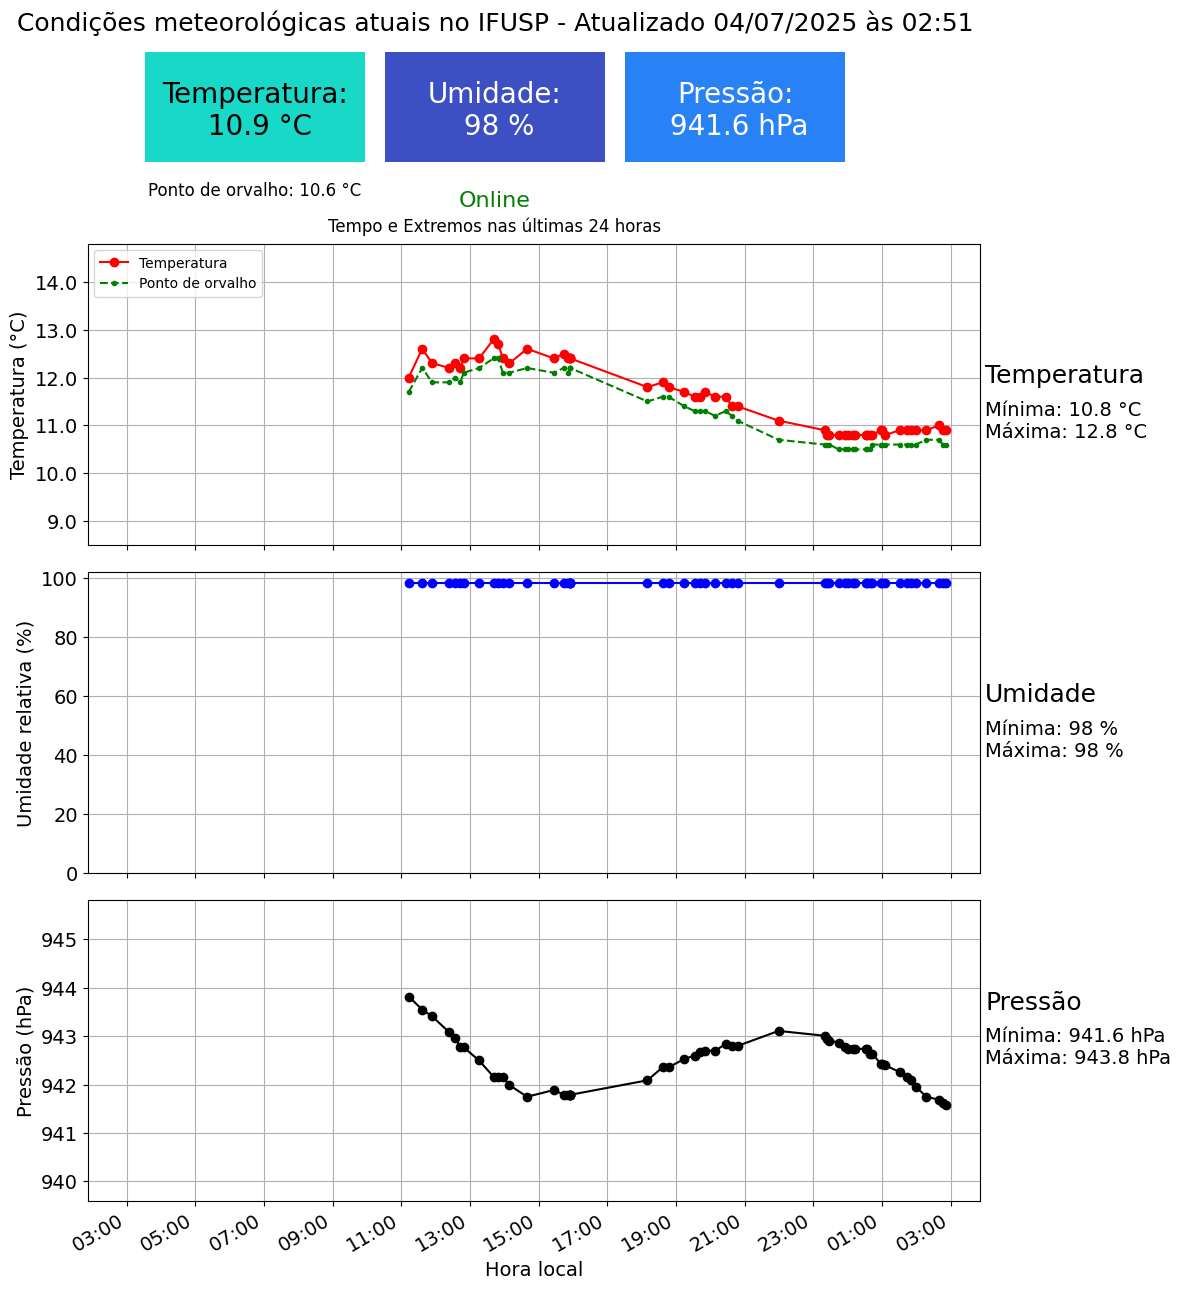 Condições meteorológicas atuais no IFUSP - Atualizado 04/07/2025 às 02:51
Temperatura:
10.9 °C
Umidade:
98 %
Pressão:
941.6 hPa
Ponto de orvalho: 10.6 °C
Online
Tempo e Extremos nas últimas 24 horas
Temperatura
Ponto de orvalho
Temperatura (°C)
14.0
13.0
12.0
11.0
10.0
9.0
Temperatura
Mínima: 10.8 °C
Máxima: 12.8 °C
Umidade relativa (%)
100
80
60
40
20
0
Umidade
Mínima: 98 %
Máxima: 98 %
Pressão (hPa)
945
944
943
942
941
940
Pressão
Mínima: 941.6 hPa
Máxima: 943.8 hPa
03:00
05:00
07:00
09:00
11:00
13:00
15:00
17:00
19:00
21:00
23:00
01:00
03:00
Hora local